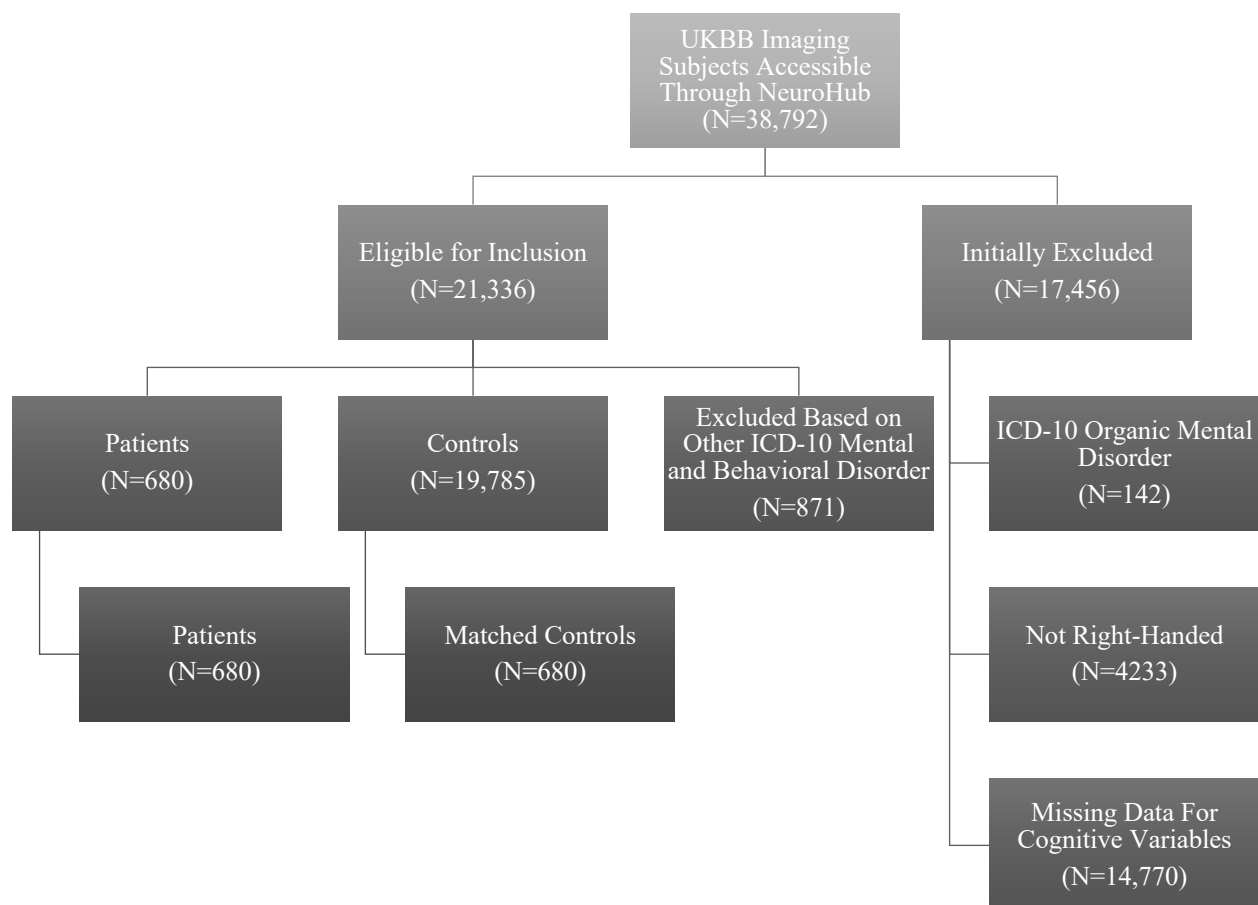 UKBB Imaging
Subjects Accessible
Through NeuroHub
(N=38,792)
Eligible for Inclusion
(N=21,336)
Initially Excluded
(N=17,456)
Patients
(N=680)
Controls
(N=19,785)
Excluded Based on
Other ICD-10 Mental
and Behavioral Disorder
(N=871)
ICD-10 Organic Mental
Disorder
(N=142)
Patients
(N=680)
Matched Controls
(N=680)
Not Right-Handed
(N=4233)
Missing Data For
Cognitive Variables
(N=14,770)